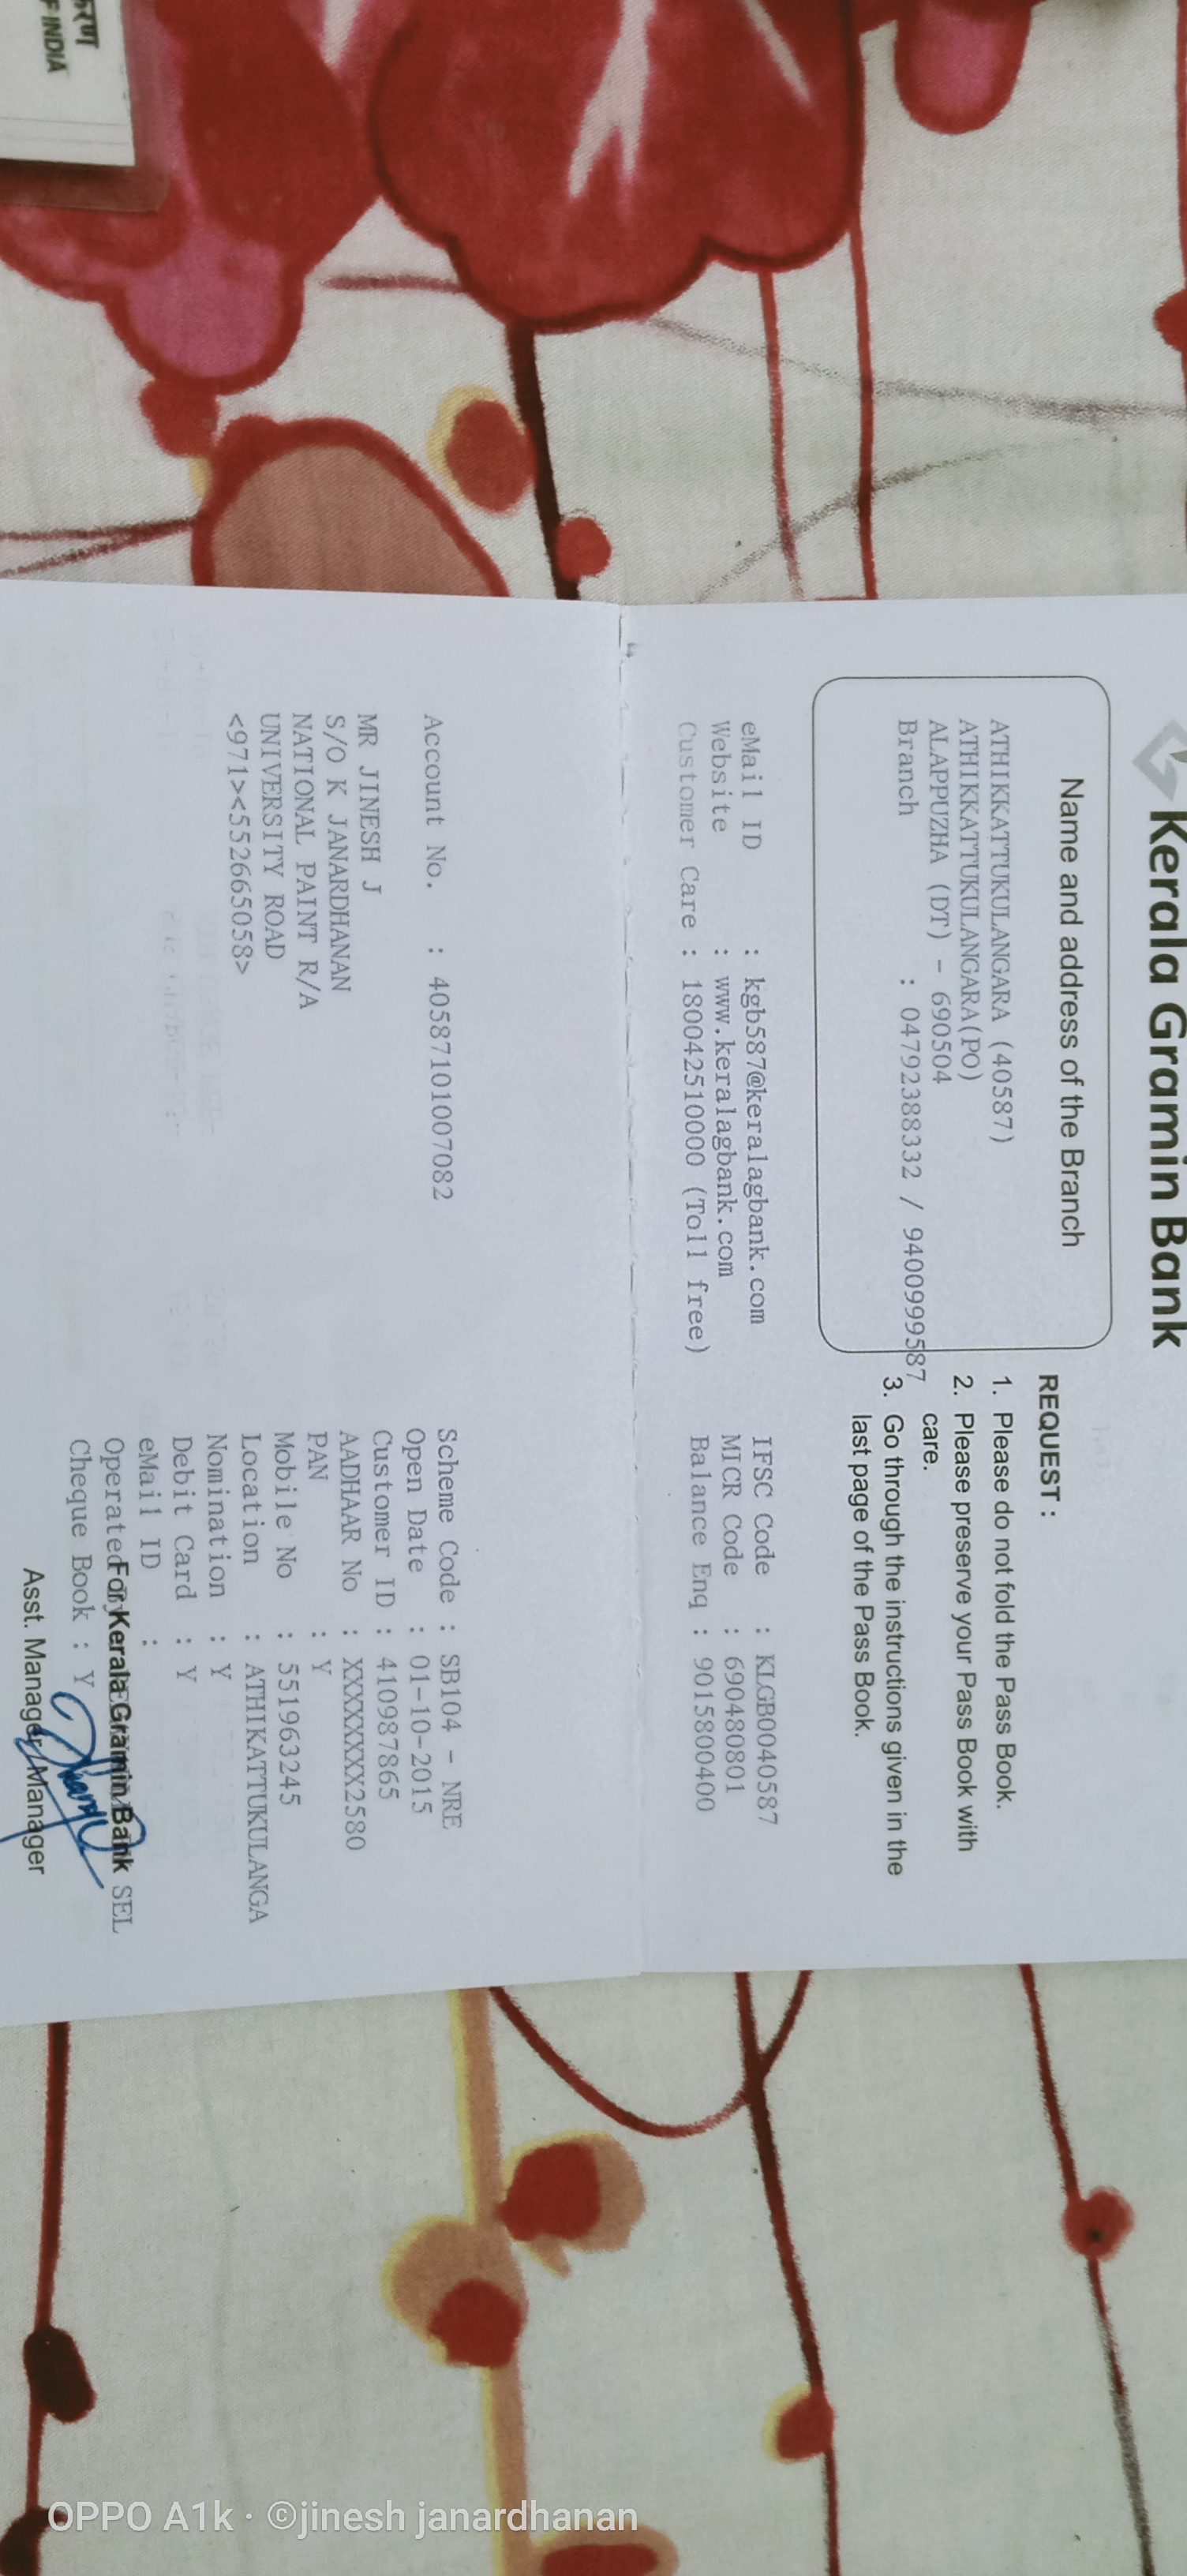 करण
F INDIA
Kerala Gramin Bank
Name and address of the Branch
ATHIKKATTUKULANGARA (40587)
ATHIKKATTUKULANGARA(PO)
ALAPPUZHA (DT) - 690504
Branch : 04792388332 / 9400999587
REQUEST :
1. Please do not fold the Pass Book.
2. Please preserve your Pass Book with
care.
3. Go through the instructions given in the
last page of the Pass Book.
eMail ID : kgb587@keralagbank.com
Website : www.keralagbank.com
Customer Care : 180042510000 (Toll free)
IFSC Code : KLGB0040587
MICR Code : 690480801
Balance Enq : 9015800400
Account No. : 40587101007082
MR JINESH J
S/O K JANARDHANAN
NATIONAL PAINT R/A
UNIVERSITY ROAD
<971><552665058>
Scheme Code : SB104 - NRE
Open Date : 01-10-2015
Customer ID : 410987865
AADHAAR No : XXXXXXXX2580
PAN : Y
Mobile No : 551963245
Location : ATHIKATTUKULANGA
Nomination : Y
Debit Card : Y
eMail ID :
Operated SEL
For Kerala Gramin Bank
Cheque Book : Y
Asst. Manager/Manager
OPPO A1k · ©jinesh janardhanan